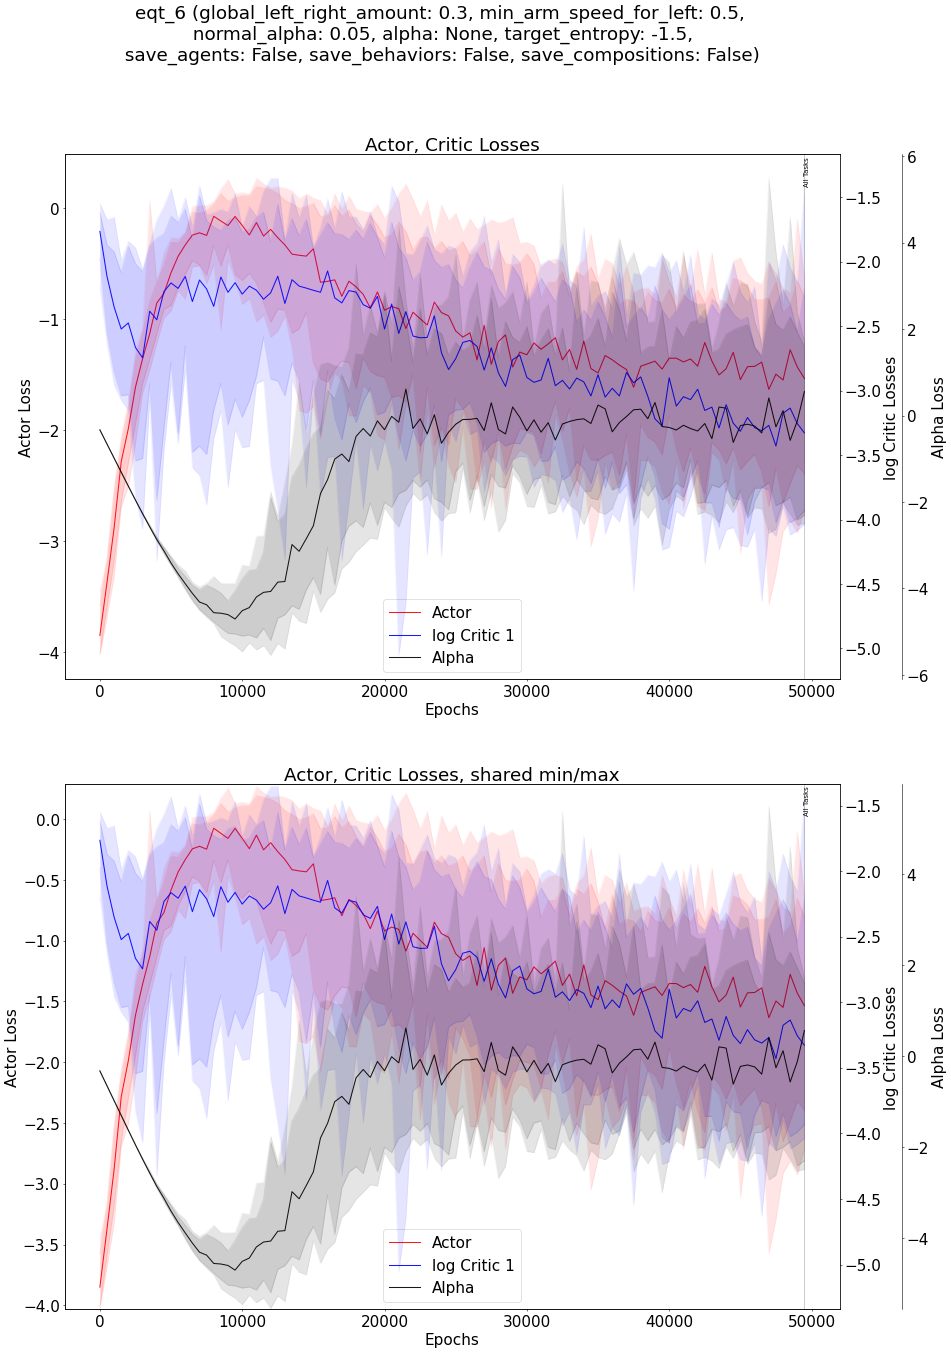 eqt_6 (global_left_right_amount: 0.3, min_arm_speed_for_left: 0.5,
normal_alpha: 0.05, alpha: None, target_entropy: -1.5,
save_agents: False, save_behaviors: False, save_compositions: False)
Actor, Critic Losses
All Tasks
0
−1
−2
−3
−4
Actor Loss
−1.5
−2.0
−2.5
−3.0
−3.5
−4.0
−4.5
−5.0
log Critic Losses
6
4
2
0
−2
−4
−6
Alpha Loss
Actor
log Critic 1
Alpha
0 10000 20000 30000 40000 50000
Epochs
Actor, Critic Losses, shared min/max
All Tasks
0.0
−0.5
−1.0
−1.5
−2.0
−2.5
−3.0
−3.5
−4.0
Actor Loss
−1.5
−2.0
−2.5
−3.0
−3.5
−4.0
−4.5
−5.0
log Critic Losses
4
2
0
−2
−4
Alpha Loss
Actor
log Critic 1
Alpha
0 10000 20000 30000 40000 50000
Epochs